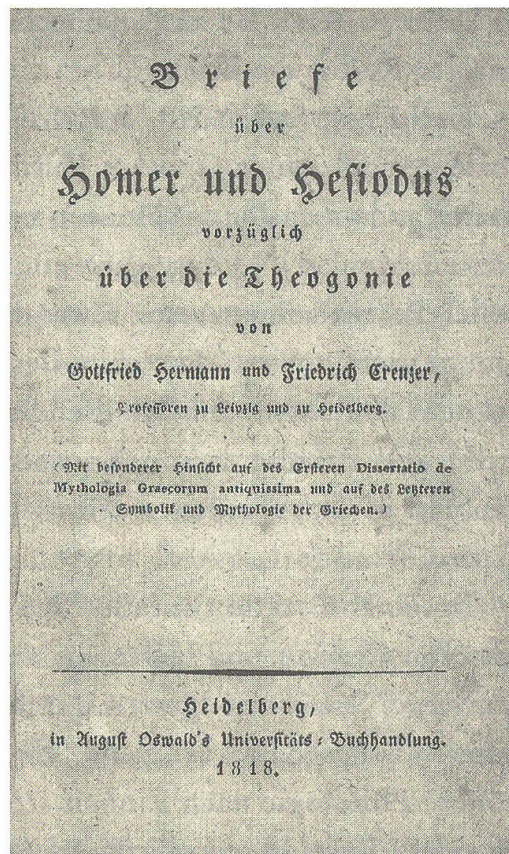 Briefe
über
Homer und Hesiodus
vorzüglich
über die Theogonie
von
Gottfried Hermann und Friedrich Creuzer,
Professoren zu Leipzig und zu Heidelberg.
(Mit besonderer Hinsicht auf des Ersteren Dissertatio de
Mythologia Graecorum antiquissima und auf des Letzteren
Symbolik und Mythologie der Griechen.)
Heidelberg,
in August Oswald's Universitäts-Buchhandlung.
1818.